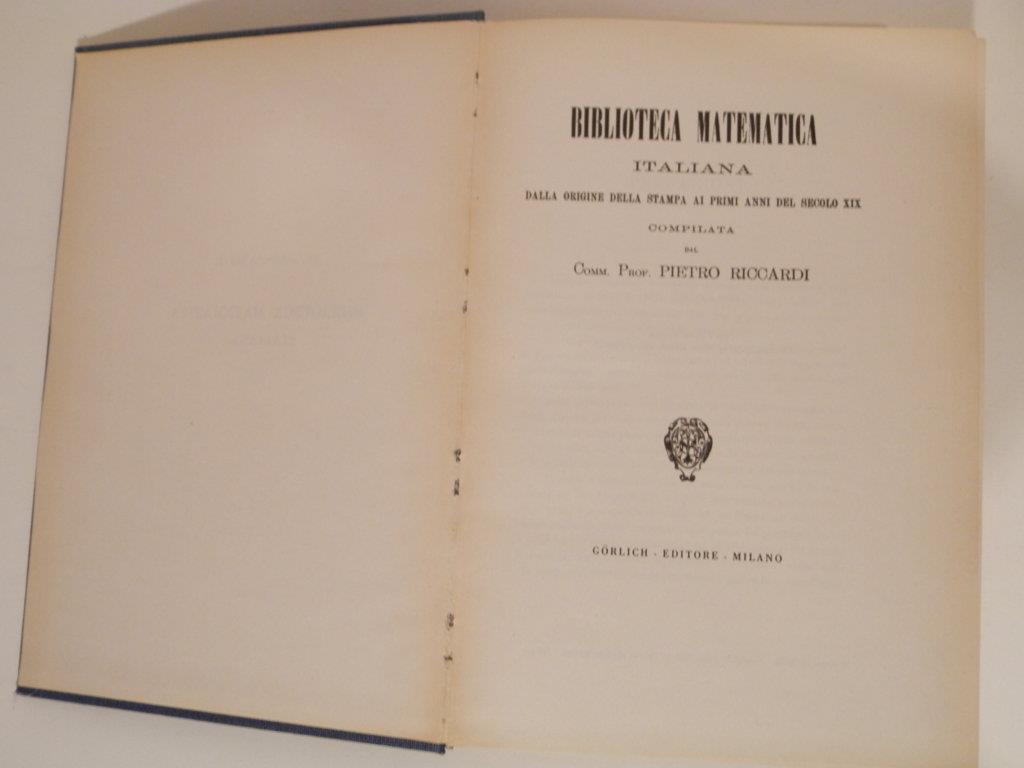 BIBLIOTECA MATEMATICA
ITALIANA
DALLA ORIGINE DELLA STAMPA AI PRIMI ANNI DEL SECOLO XIX
COMPILATA
DAL
COMM. PROF. PIETRO RICCARDI
GÖRLICH - EDITORE - MILANO